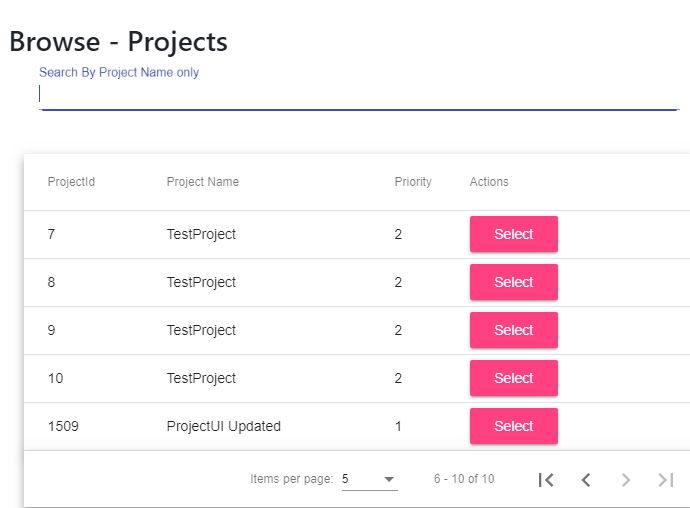 Browse - Projects
Search By Project Name only
ProjectId Project Name Priority Actions
7 TestProject 2 Select
8 TestProject 2 Select
9 TestProject 2 Select
10 TestProject 2 Select
1509 ProjectUI Updated 1 Select
Items per page: 5 6 - 10 of 10